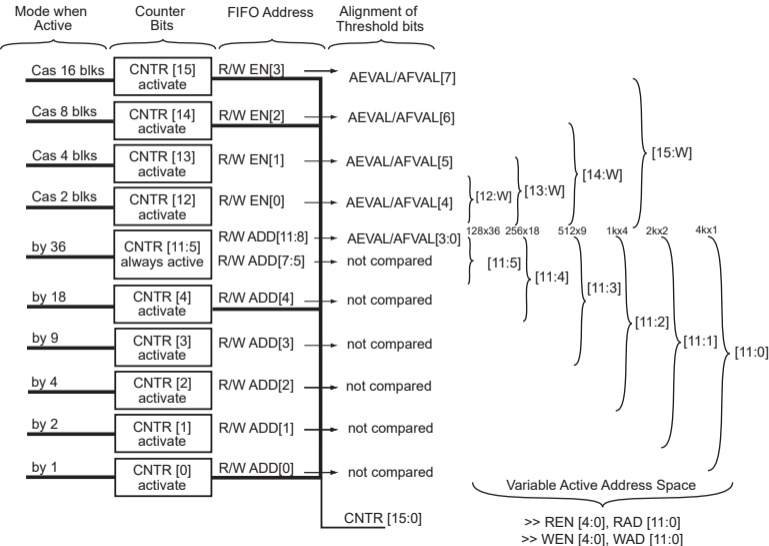 Mode when
Active
Counter
Bits
FIFO Address
Alignment of
Threshold bits
Cas 16 blks
CNTR [15]
activate
R/W EN[3]
AEVAL/AFVAL[7]
Cas 8 blks
CNTR [14]
activate
R/W EN[2]
AEVAL/AFVAL[6]
Cas 4 blks
CNTR [13]
activate
R/W EN[1]
AEVAL/AFVAL[5]
Cas 2 blks
CNTR [12]
activate
R/W EN[0]
AEVAL/AFVAL[4]
[12:W]
[13:W]
[14:W]
[15:W]
by 36
CNTR [11:5]
always active
R/W ADD[11:8]
AEVAL/AFVAL[3:0]
R/W ADD[7:5]
not compared
128x36
256x18
512x9
1kx4
2kx2
4kx1
[11:5]
[11:4]
[11:3]
[11:2]
[11:1]
[11:0]
by 18
CNTR [4]
activate
R/W ADD[4]
not compared
by 9
CNTR [3]
activate
R/W ADD[3]
not compared
by 4
CNTR [2]
activate
R/W ADD[2]
not compared
by 2
CNTR [1]
activate
R/W ADD[1]
not compared
by 1
CNTR [0]
activate
R/W ADD[0]
not compared
CNTR [15:0]
Variable Active Address Space
>> REN [4:0], RAD [11:0]
>> WEN [4:0], WAD [11:0]